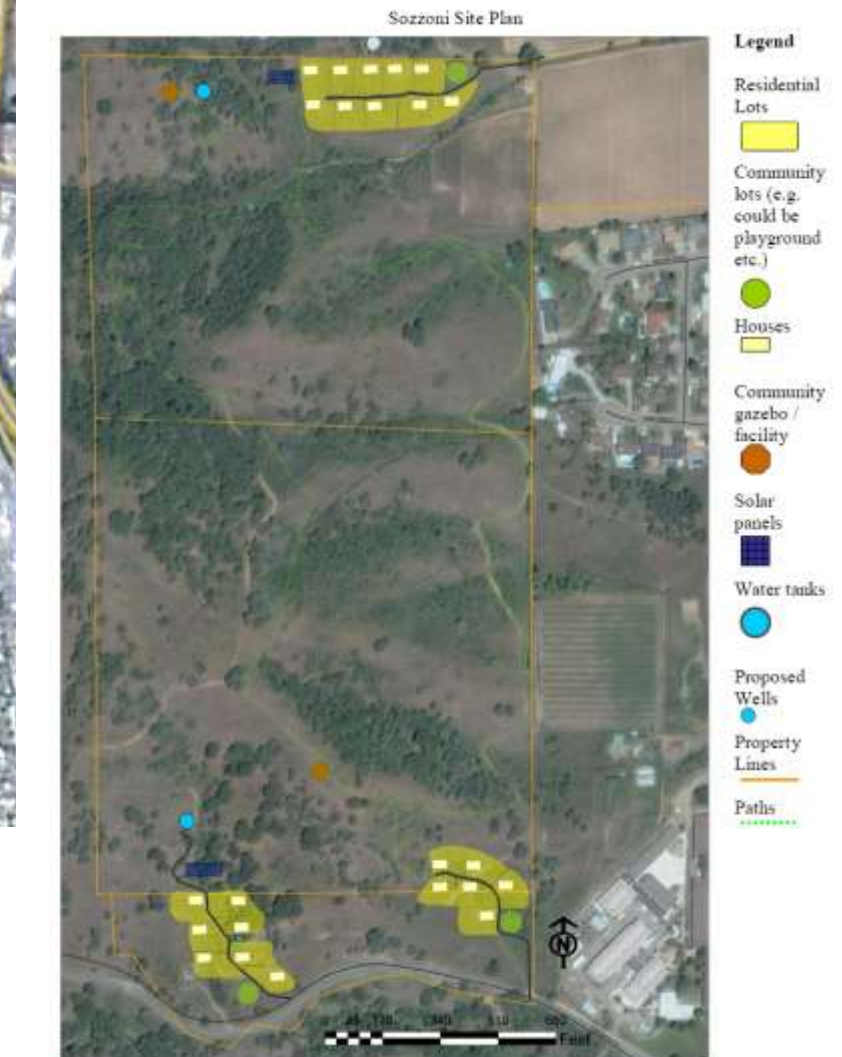 Sozzoni Site Plan
Legend
Residential
Lots
Community
lots (e.g.
could be
playground
etc.)
Houses
Community
gazebo /
facility
Solar
panels
Water tanks
Proposed
Wells
Property
Lines
Paths
N
0
Feet